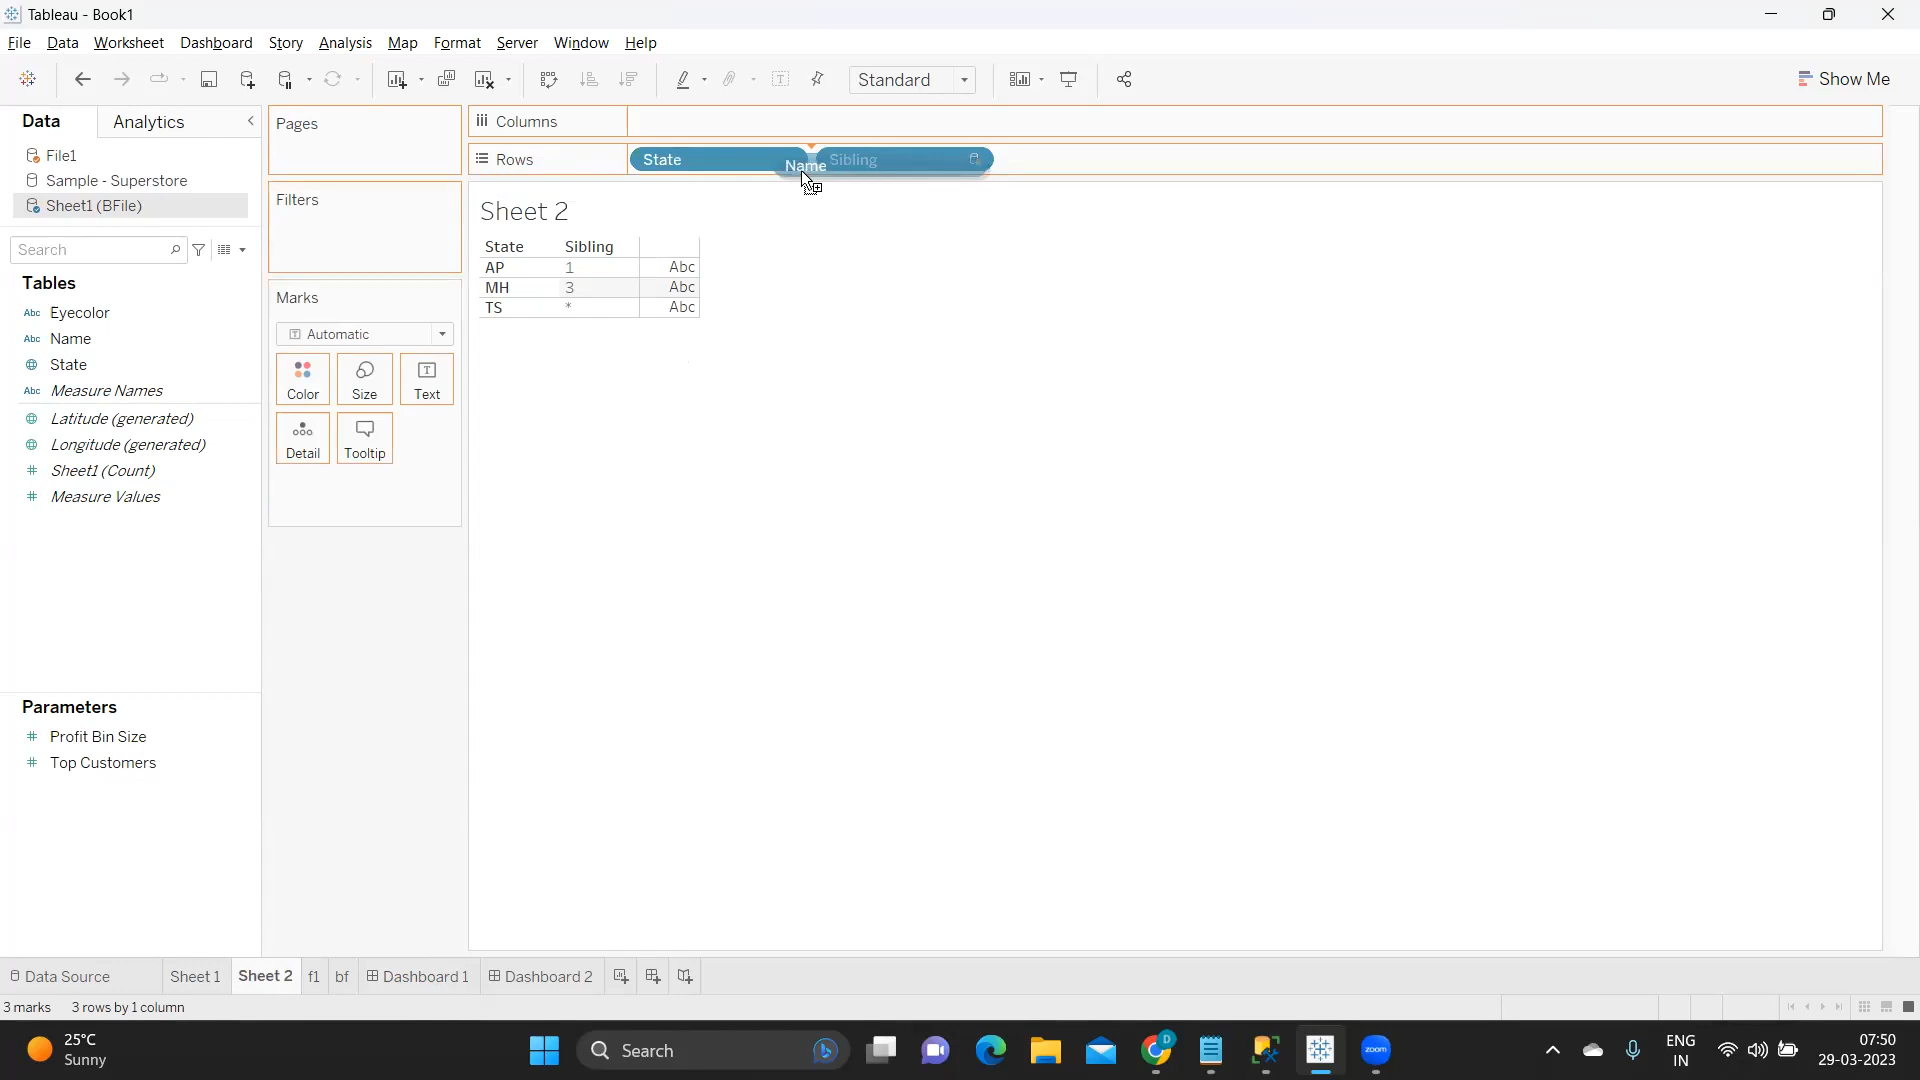 Tableau - Book1
File Data Worksheet Dashboard Story Analysis Map Format Server Window Help
Standard
Show Me
Data Analytics
File1
Sample - Superstore
Sheet1 (BFile)
Search
Tables
Abc Eyecolor
Abc Name
State
Abc Measure Names
Latitude (generated)
Longitude (generated)
# Sheet1 (Count)
# Measure Values
Parameters
# Profit Bin Size
# Top Customers
Pages
Filters
Marks
Automatic
Color Size Text
Detail Tooltip
Columns
Rows State Name Sibling
Sheet 2
State Sibling
AP 1 Abc
MH 3 Abc
TS * Abc
Data Source Sheet 1 Sheet 2 f1 bf Dashboard 1 Dashboard 2
3 marks 3 rows by 1 column
25°C
Sunny
Search
D
zoom
ENG
IN
07:50
29-03-2023